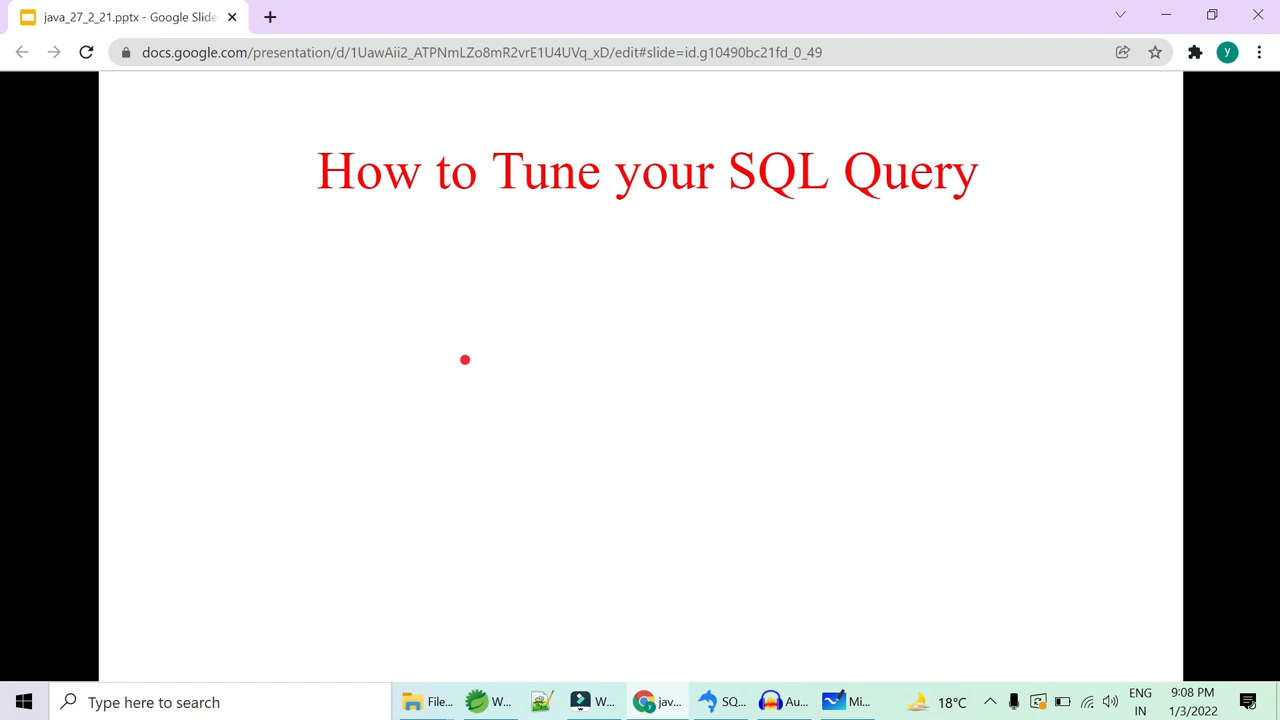 java_27_2_21.pptx - Google Slide
docs.google.com/presentation/d/1UawAii2_ATPNmLZo8mR2vrE1U4UVq_xD/edit#slide=id.g10490bc21fd_0_49
y
How to Tune your SQL Query
Type here to search
File...
W...
W...
jav...
SQ...
Au...
Mi...
18°C
ENG
IN
9:08 PM
1/3/2022